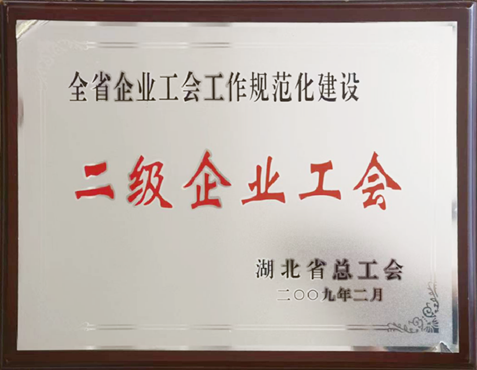 全省企业工会工作规范化建设
二级企业工会
湖北省总工会
二〇〇九年二月